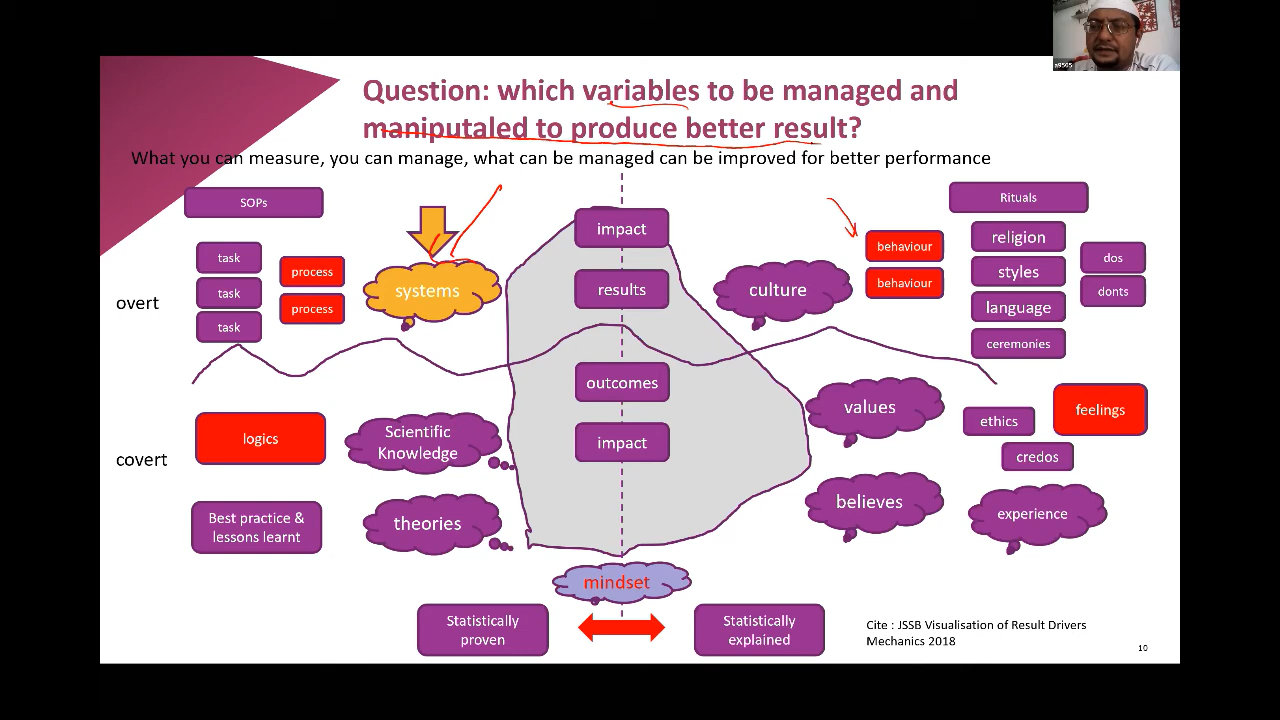 a9565
Question: which variables to be managed and
maniputaled to produce better result?
What you can measure, you can manage, what can be managed can be improved for better performance
SOPs
Rituals
impact
task
process
behaviour
religion
dos
task
process
systems
results
culture
behaviour
styles
donts
overt
task
language
ceremonies
outcomes
values
ethics
feelings
logics
Scientific
Knowledge
impact
credos
covert
Best practice &
lessons learnt
theories
believes
experience
mindset
Statistically
proven
Statistically
explained
Cite : JSSB Visualisation of Result Drivers
Mechanics 2018
10